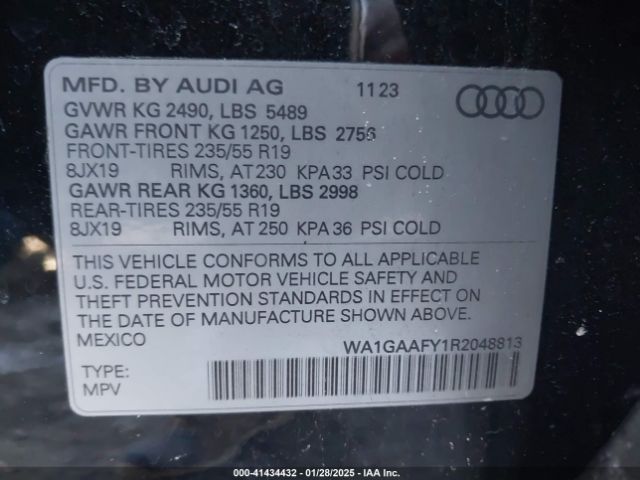 MFD. BY AUDI AG 11 23
GVWR KG 2490, LBS 5489
GAWR FRONT KG 1250, LBS 2756
FRONT-TIRES 235/55 R19
8JX19 RIMS, AT 230 KPA 33 PSI COLD
GAWR REAR KG 1360, LBS 2998
REAR-TIRES 235/55 R19
8JX19 RIMS, AT 250 KPA 36 PSI COLD
THIS VEHICLE CONFORMS TO ALL APPLICABLE
U.S. FEDERAL MOTOR VEHICLE SAFETY AND
THEFT PREVENTION STANDARDS IN EFFECT ON
THE DATE OF MANUFACTURE SHOWN ABOVE.
MEXICO
WA1GAAFY1R2048813
TYPE:
MPV
000-41434432 - 01/28/2025 - IAA Inc.